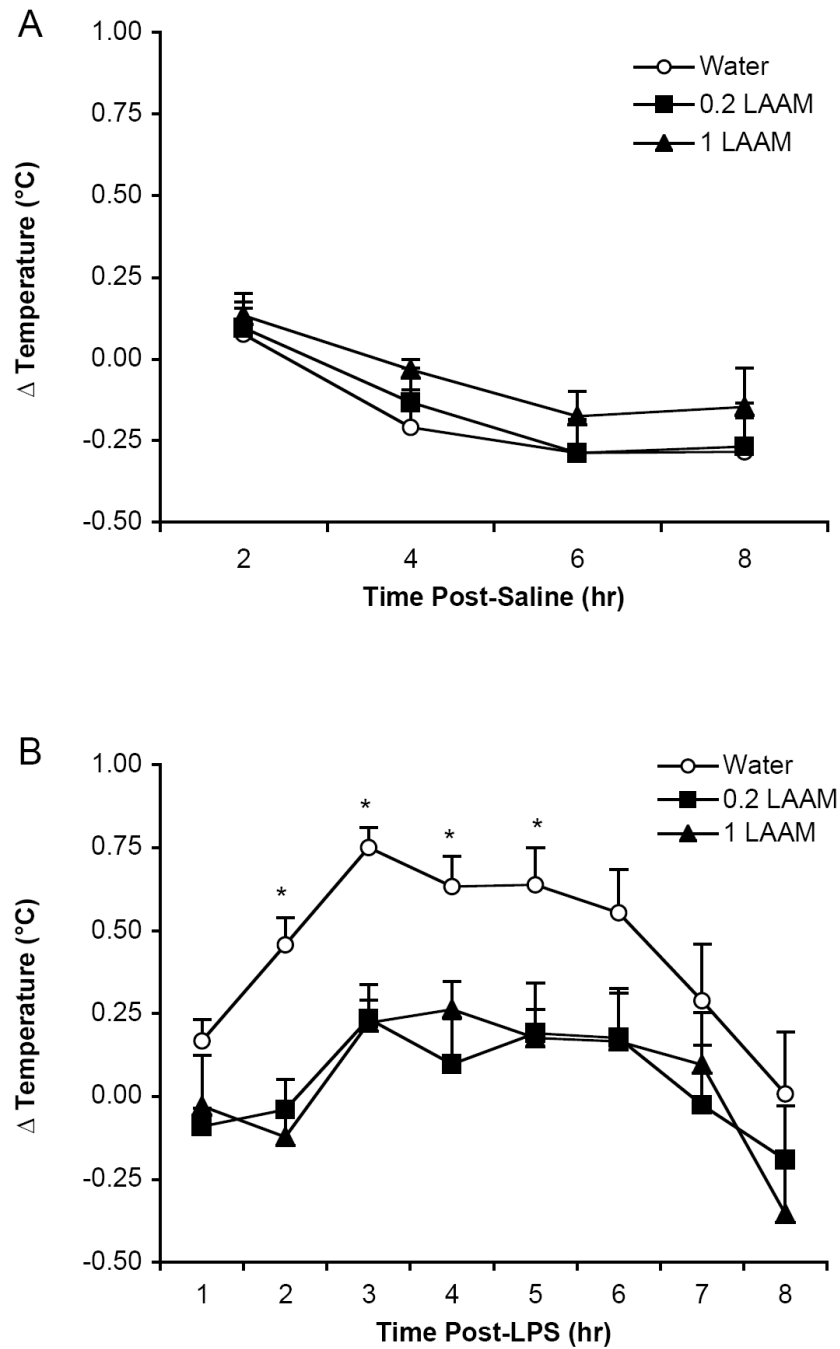 A
1.00
0.75
0.50
0.25
0.00
-0.25
-0.50
Δ Temperature (°C)
Water
0.2 LAAM
1 LAAM
2 4 6 8
Time Post-Saline (hr)
B
1.00
0.75
0.50
0.25
0.00
-0.25
-0.50
Δ Temperature (°C)
Water
0.2 LAAM
1 LAAM
* * * *
1 2 3 4 5 6 7 8
Time Post-LPS (hr)